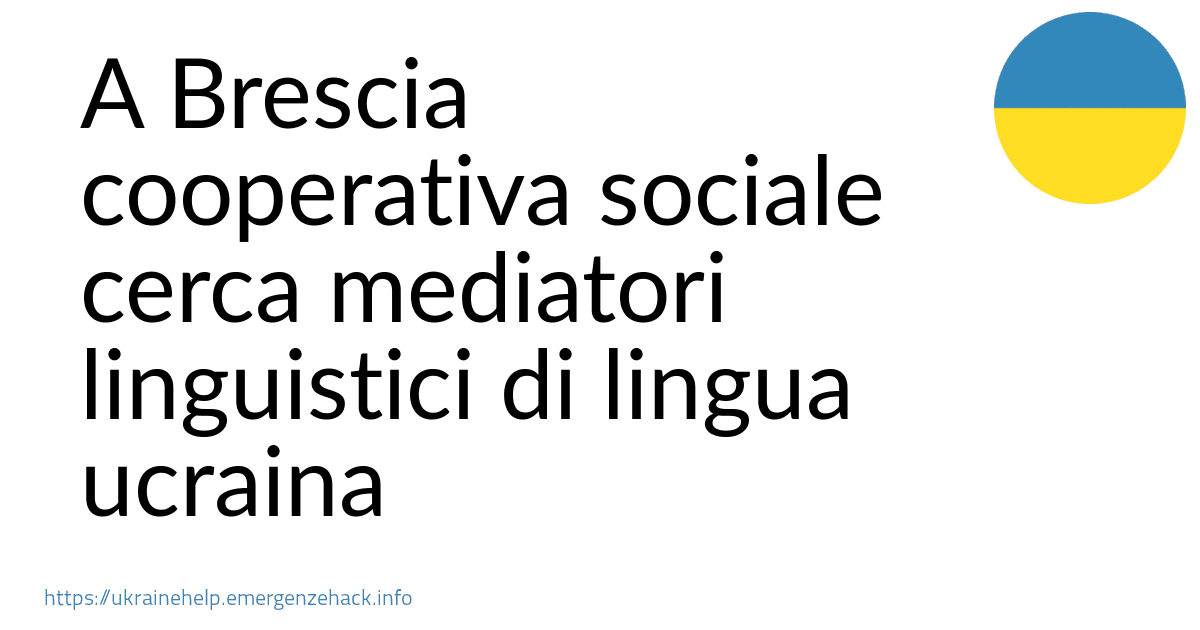 A Brescia
cooperativa sociale
cerca mediatori
linguistici di lingua
ucraina
https://ukrainehelp.emergenzehack.info